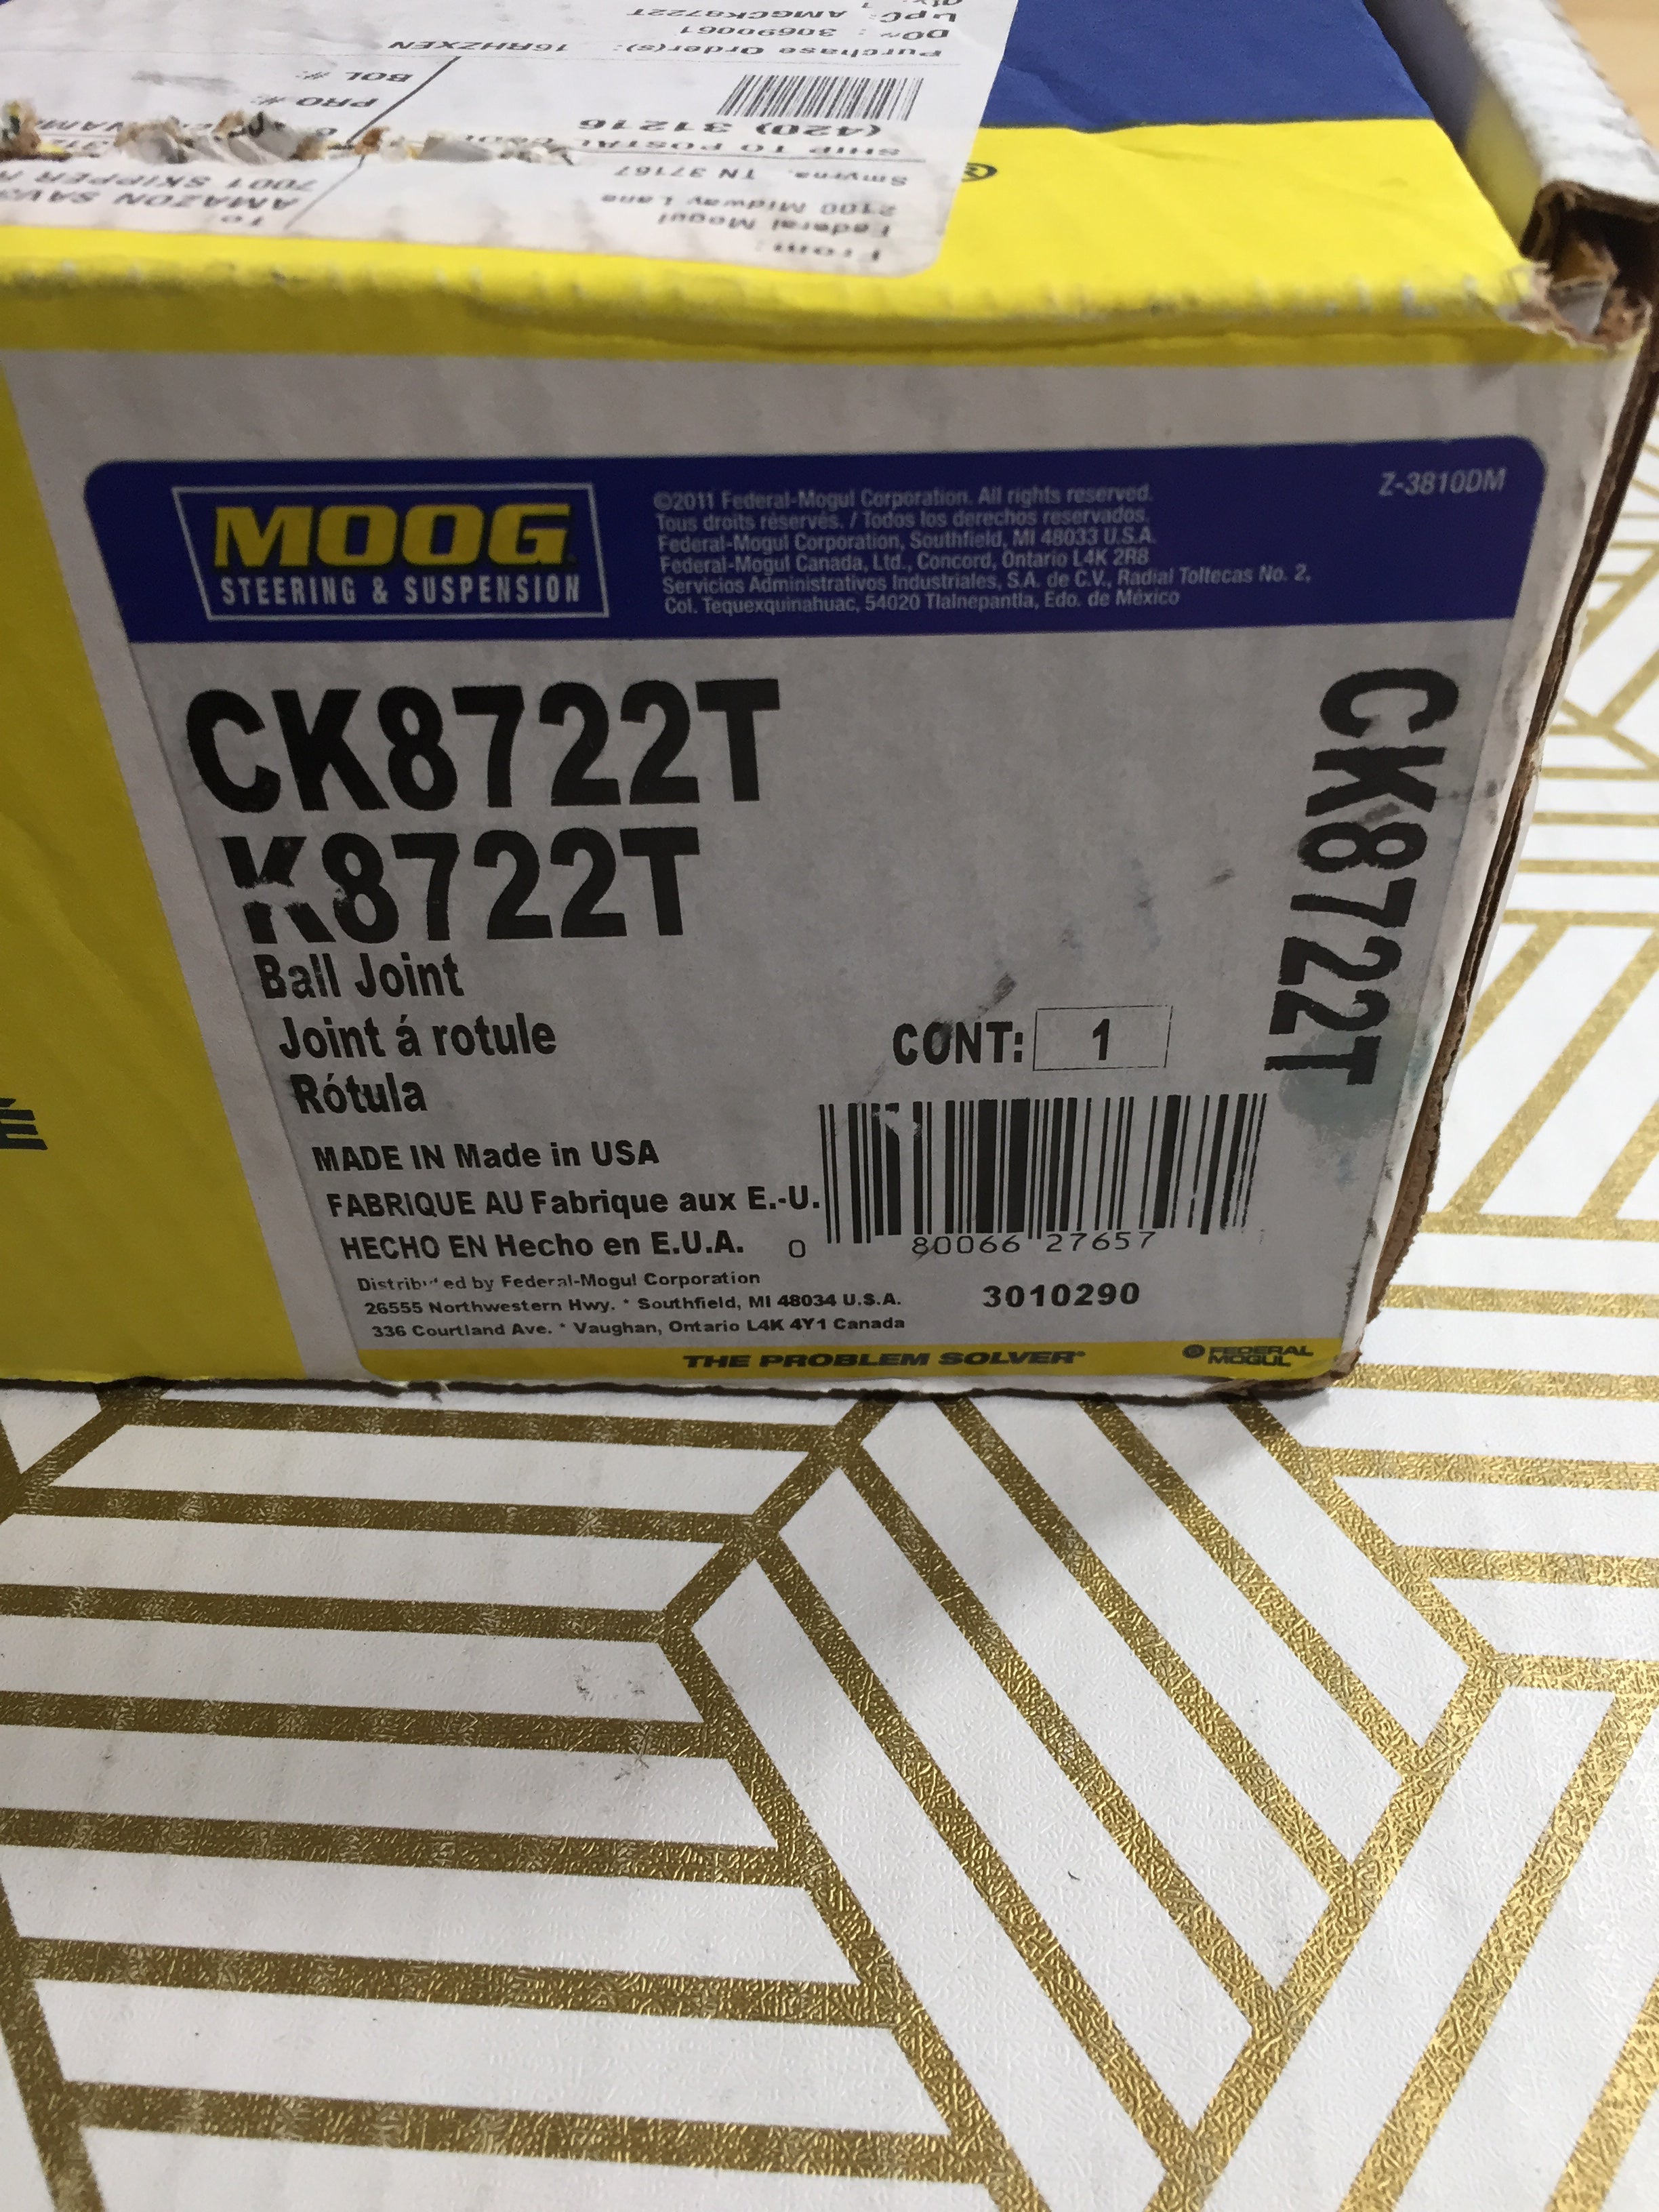 Qty: 1
UPC: AMGCK8722T
DO#: 30690061
Purchase Order(s): 16RHZXEN
BOL #:
PRO #:
(420) 31216
SHIP TO POSTAL
Smyrna, TN 37167
2100 Midway Lane
Federal Mogul
From:
7001 SKIPPER
AMAZON
To
®
MOOG
STEERING & SUSPENSION
©2011 Federal-Mogul Corporation. All rights reserved.
Tous droits réservés. / Todos los derechos reservados.
Federal-Mogul Corporation, Southfield, MI 48033 U.S.A.
Federal-Mogul Canada, Ltd., Concord, Ontario L4K 2R8
Servicios Administrativos Industriales, S.A. de C.V., Radial Toltecas No. 2,
Col. Tequexquinahuac, 54020 Tlalnepantla, Edo. de México
Z-3810DM
CK8722T
K8722T
Ball Joint
Joint á rotule
Rótula
CONT: 1
CK8722T
MADE IN Made in USA
FABRIQUE AU Fabrique aux E.-U.
HECHO EN Hecho en E.U.A.
0 80066 27657
Distributed by Federal-Mogul Corporation
26555 Northwestern Hwy. * Southfield, MI 48034 U.S.A.
336 Courtland Ave. * Vaughan, Ontario L4K 4Y1 Canada
3010290
THE PROBLEM SOLVER®
FEDERAL
MOGUL